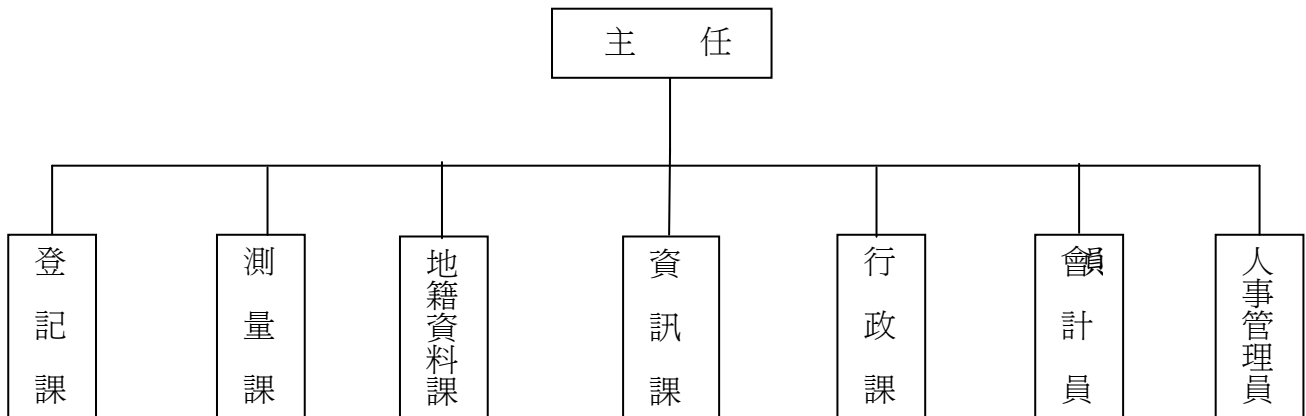 主 任
登記課
測量課
地籍資料課
資訊課
行政課
會計員
人事管理員